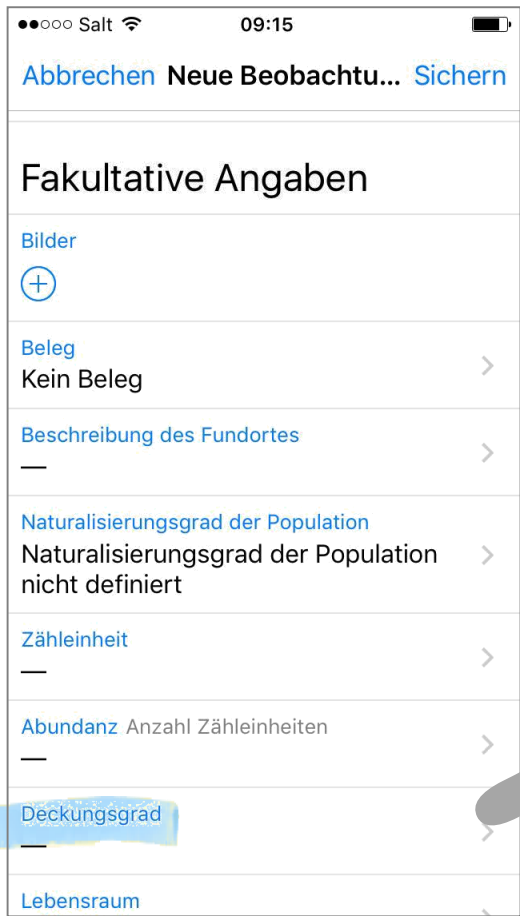 Salt 09:15
Abbrechen Neue Beobachtu... Sichern
Fakultative Angaben
Bilder
Beleg
Kein Beleg
Beschreibung des Fundortes
—
Naturalisierungsgrad der Population
Naturalisierungsgrad der Population
nicht definiert
Zähleinheit
—
Abundanz Anzahl Zähleinheiten
—
Deckungsgrad
—
Lebensraum